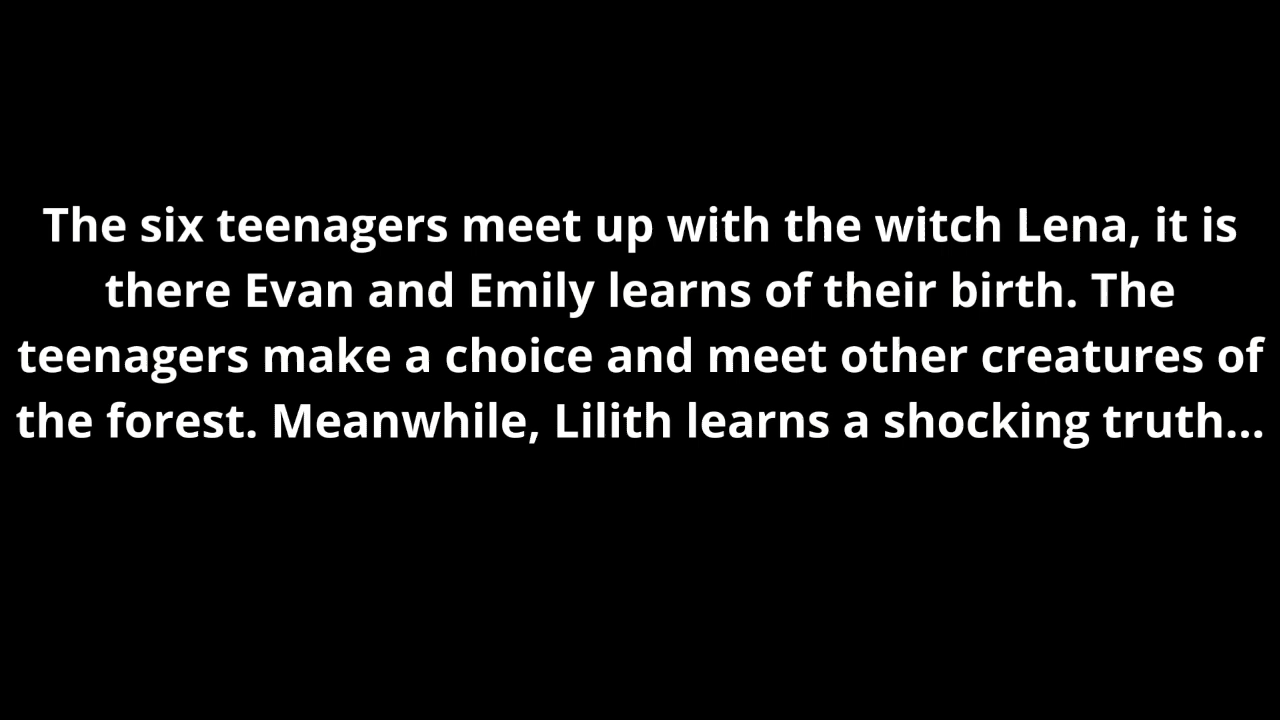 The six teenagers meet up with the witch Lena, it is
there Evan and Emily learns of their birth. The
teenagers make a choice and meet other creatures of
the forest. Meanwhile, Lilith learns a shocking truth...